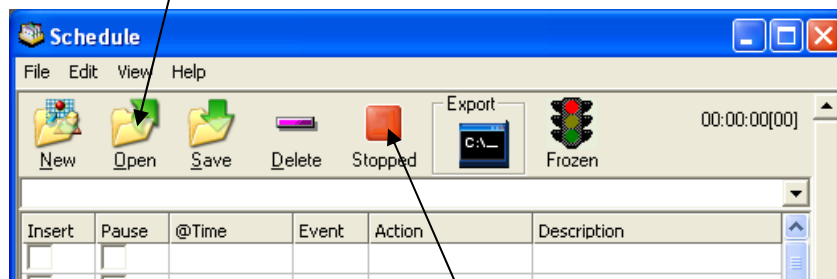 Schedule
File Edit View Help
Export
00:00:00[00]
C:\_
New Open Save Delete Stopped Frozen
Insert Pause @Time Event Action Description